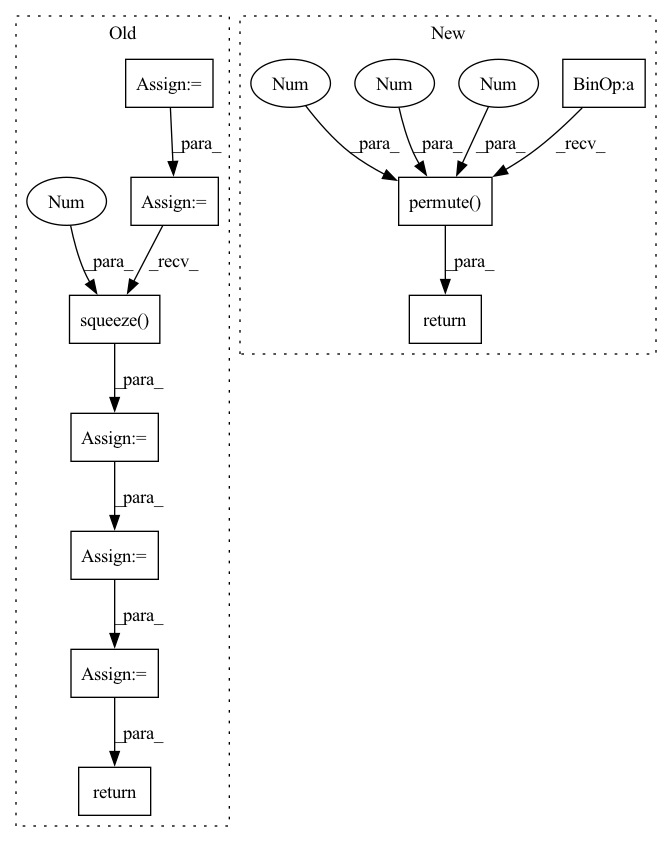 Old
New
Assign:=
Num
Num
Num
BinOp:a
_para_
_para_
_para_
_para_
_recv_
Num
Assign:=
permute()
_para_
_recv_
_para_
squeeze()
return
_para_
Assign:=
_para_
Assign:=
_para_
Assign:=
_para_
return